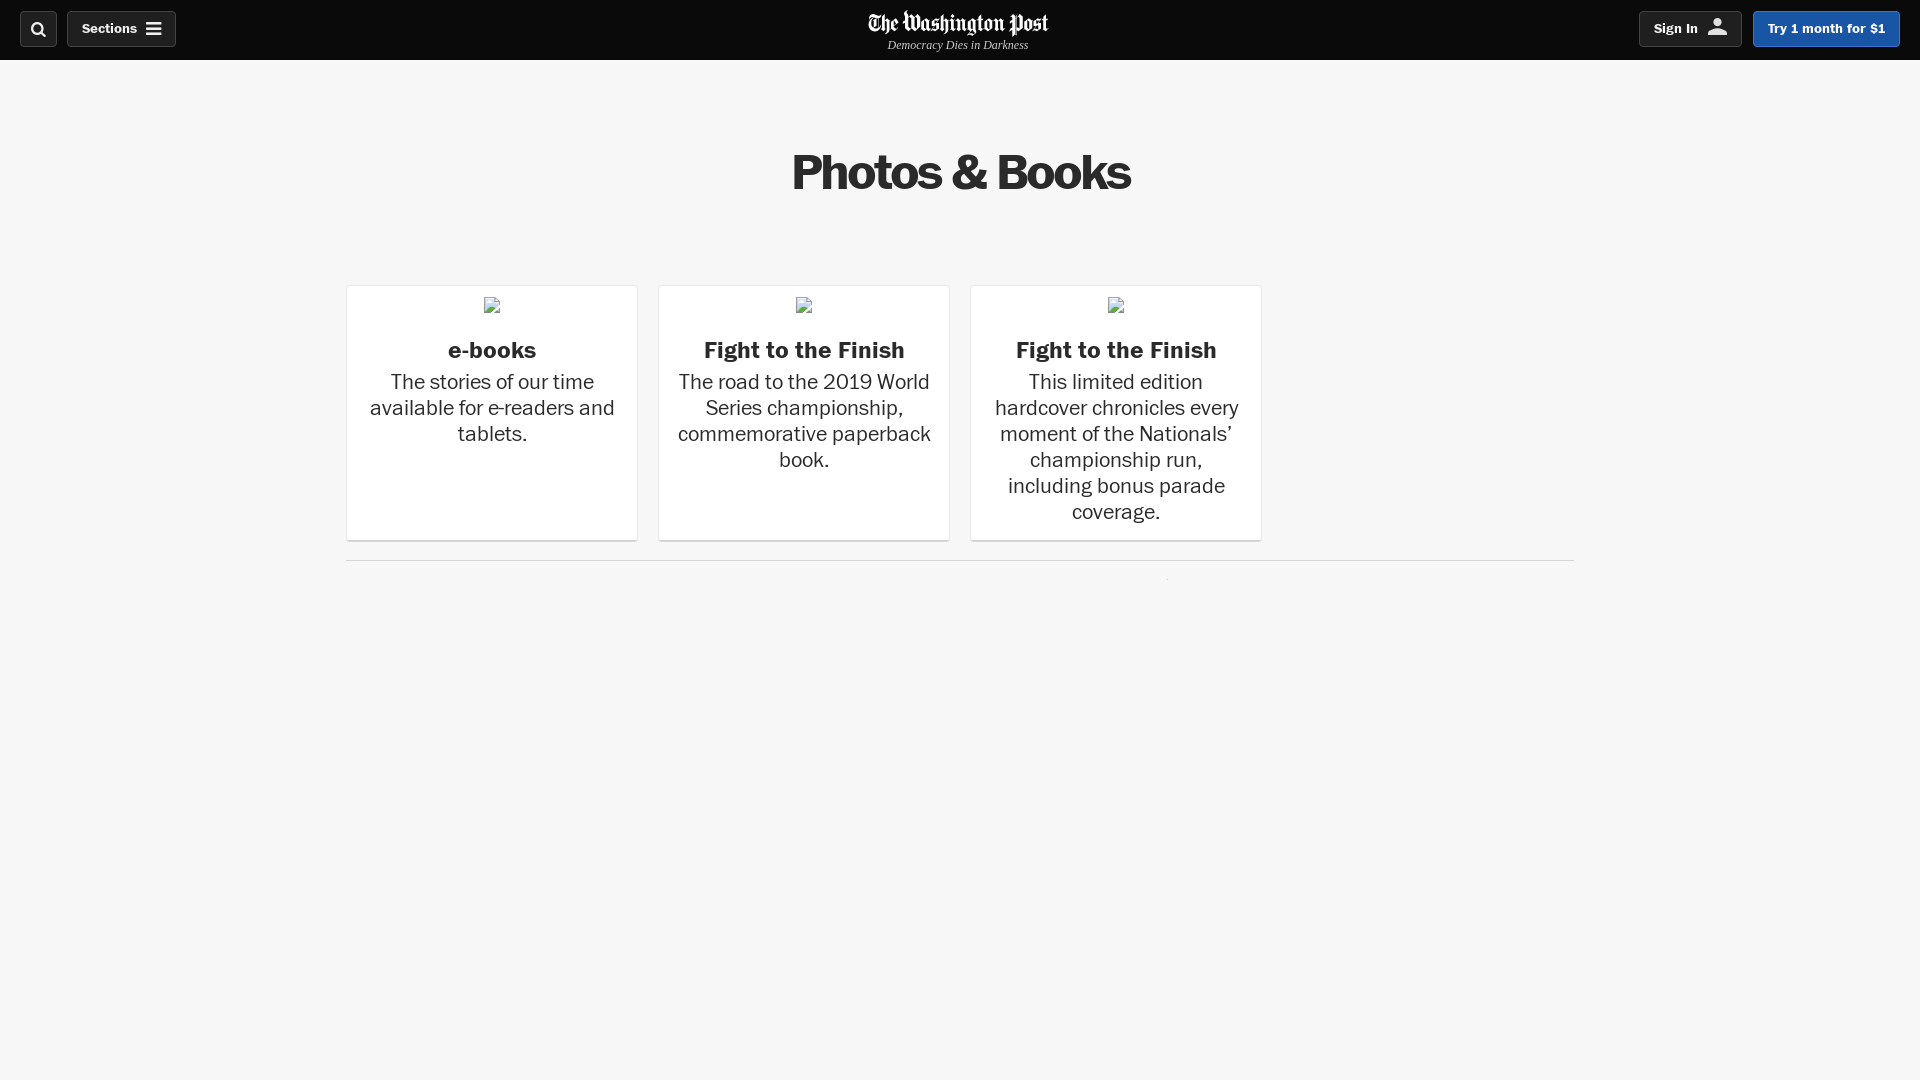 Sections
The Washington Post
Democracy Dies in Darkness
Sign In
Try 1 month for $1
Photos & Books
e-books
The stories of our time
available for e-readers and
tablets.
Fight to the Finish
The road to the 2019 World
Series championship,
commemorative paperback
book.
Fight to the Finish
This limited edition
hardcover chronicles every
moment of the Nationals’
championship run,
including bonus parade
coverage.